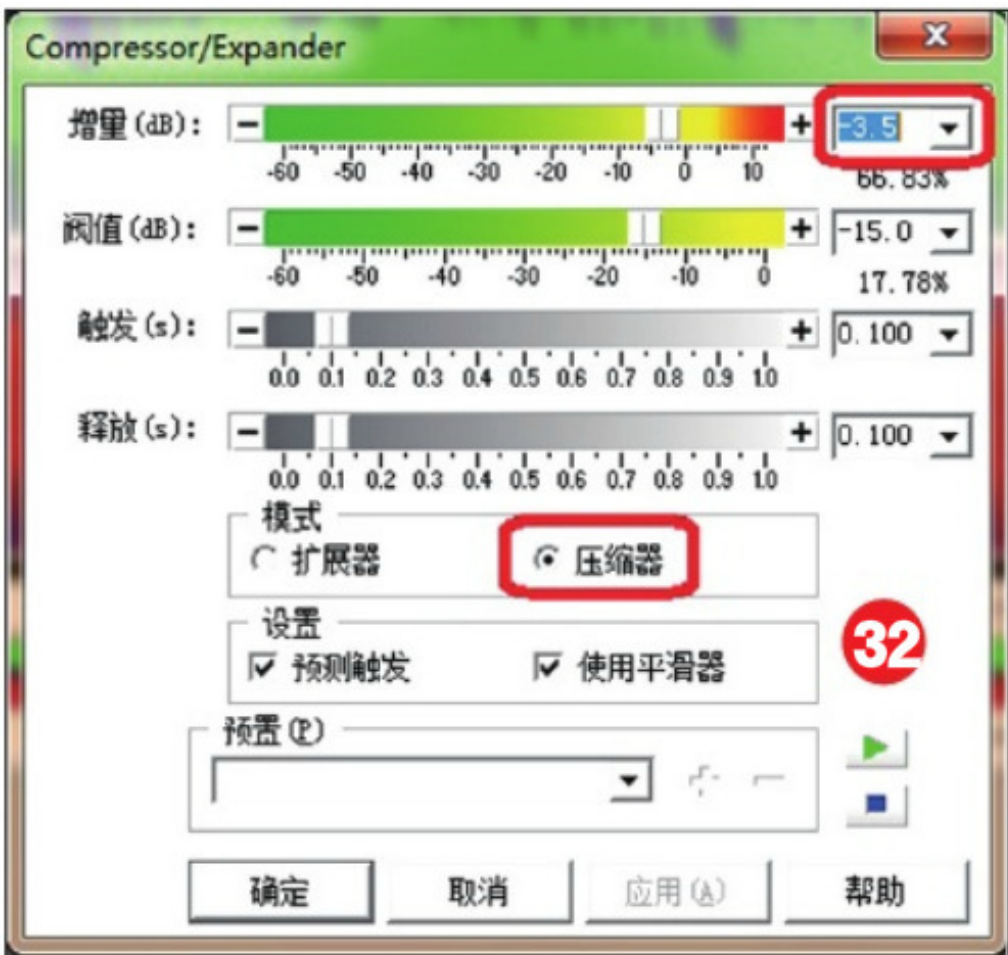 Compressor/Expander
增量(dB): -3.5
-60 -50 -40 -30 -20 -10 0 10
66.83%
阀值(dB): -15.0
-60 -50 -40 -30 -20 -10 0
17.78%
触发(s): 0.100
0.0 0.1 0.2 0.3 0.4 0.5 0.6 0.7 0.8 0.9 1.0
释放(s): 0.100
0.0 0.1 0.2 0.3 0.4 0.5 0.6 0.7 0.8 0.9 1.0
模式
扩展器 压缩器
设置
预测触发 使用平滑器
32
预置(P)
确定 取消 应用(A) 帮助